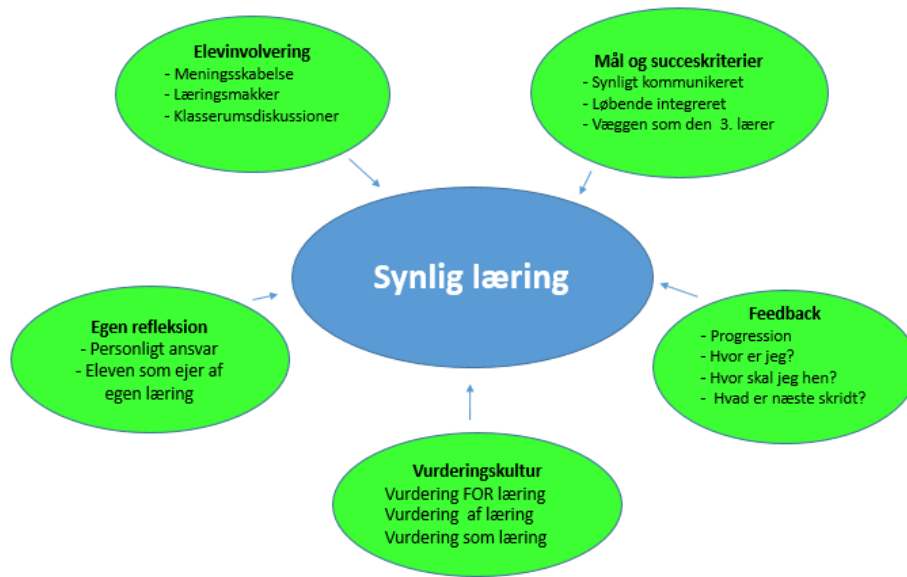 Elevinvolvering
- Meningsskabelse
- Læringsmakker
- Klasserumsdiskussioner
Mål og succeskriterier
- Synligt kommunikeret
- Løbende integreret
- Væggen som den 3. lærer
Synlig læring
Egen refleksion
- Personligt ansvar
- Eleven som ejer af
egen læring
Feedback
- Progression
- Hvor er jeg?
- Hvor skal jeg hen?
- Hvad er næste skridt?
Vurderingskultur
Vurdering FOR læring
Vurdering af læring
Vurdering som læring